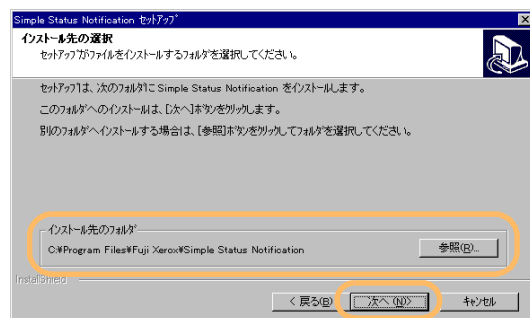 Simple Status Notification セットアップ
インストール先の選択
セットアップがファイルをインストールするフォルダを選択してください。
セットアップは、次のフォルダに Simple Status Notification をインストールします。
このフォルダへのインストールは、[次へ]ボタンをクリックします。
別のフォルダへインストールする場合は、[参照]ボタンをクリックしてフォルダを選択してください。
インストール先のフォルダ
C:¥Program Files¥Fuji Xerox¥Simple Status Notification
参照(R)...
InstallShield
< 戻る(B)
次へ (N)>
キャンセル